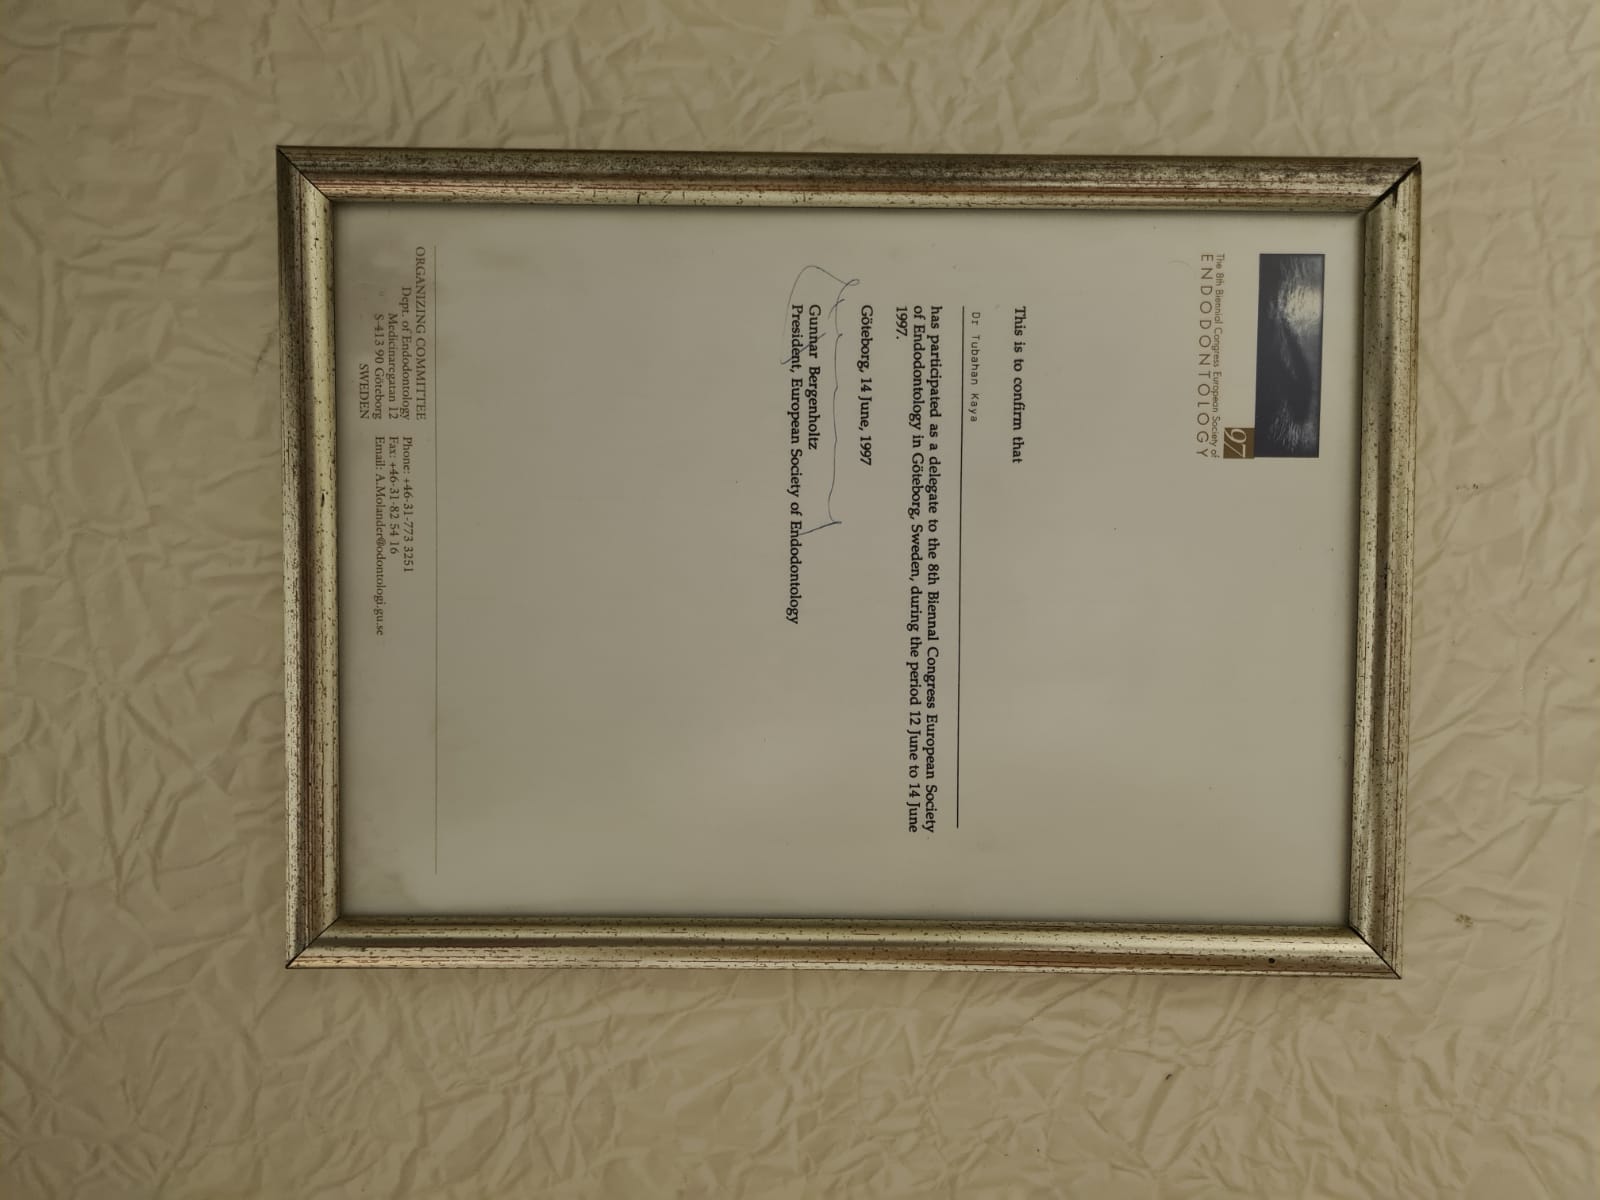 The 8th Biennial Congress European Society of
ENDODONTOLOGY
97
This is to confirm that
Dr Tubahan Kaya
has participated as a delegate to the 8th Biennal Congress European Society
of Endodontology in Göteborg, Sweden, during the period 12 June to 14 June
1997.
Göteborg, 14 June, 1997
Gunnar Bergenholtz
President, European Society of Endodontology
ORGANIZING COMMITTEE
Dept. of Endodontology
Medicinaregatan 12
S-413 90 Göteborg
SWEDEN
Phone: +46-31-773 3251
Fax: +46-31-82 54 16
Email: A.Molander@odontologi.gu.se